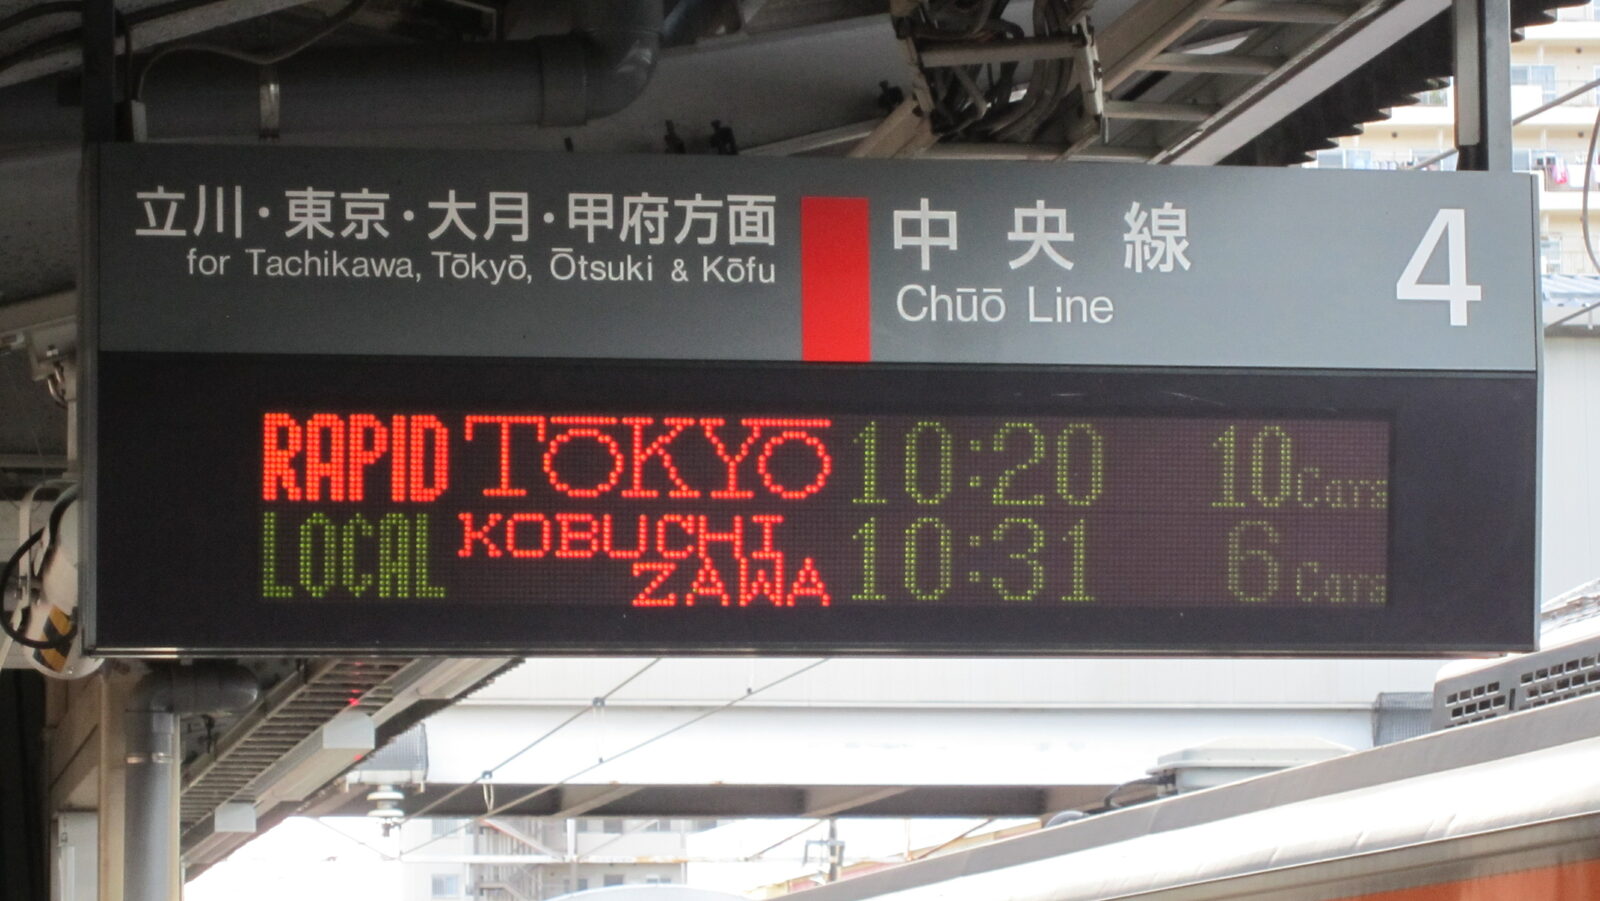 立川・東京・大月・甲府方面
for Tachikawa, Tōkyō, Ōtsuki & Kōfu
中央線
Chūō Line
4
RAPID TŌKYŌ 10:20 10Cars
LOCAL KOBUCHI
ZAWA 10:31 6Cars